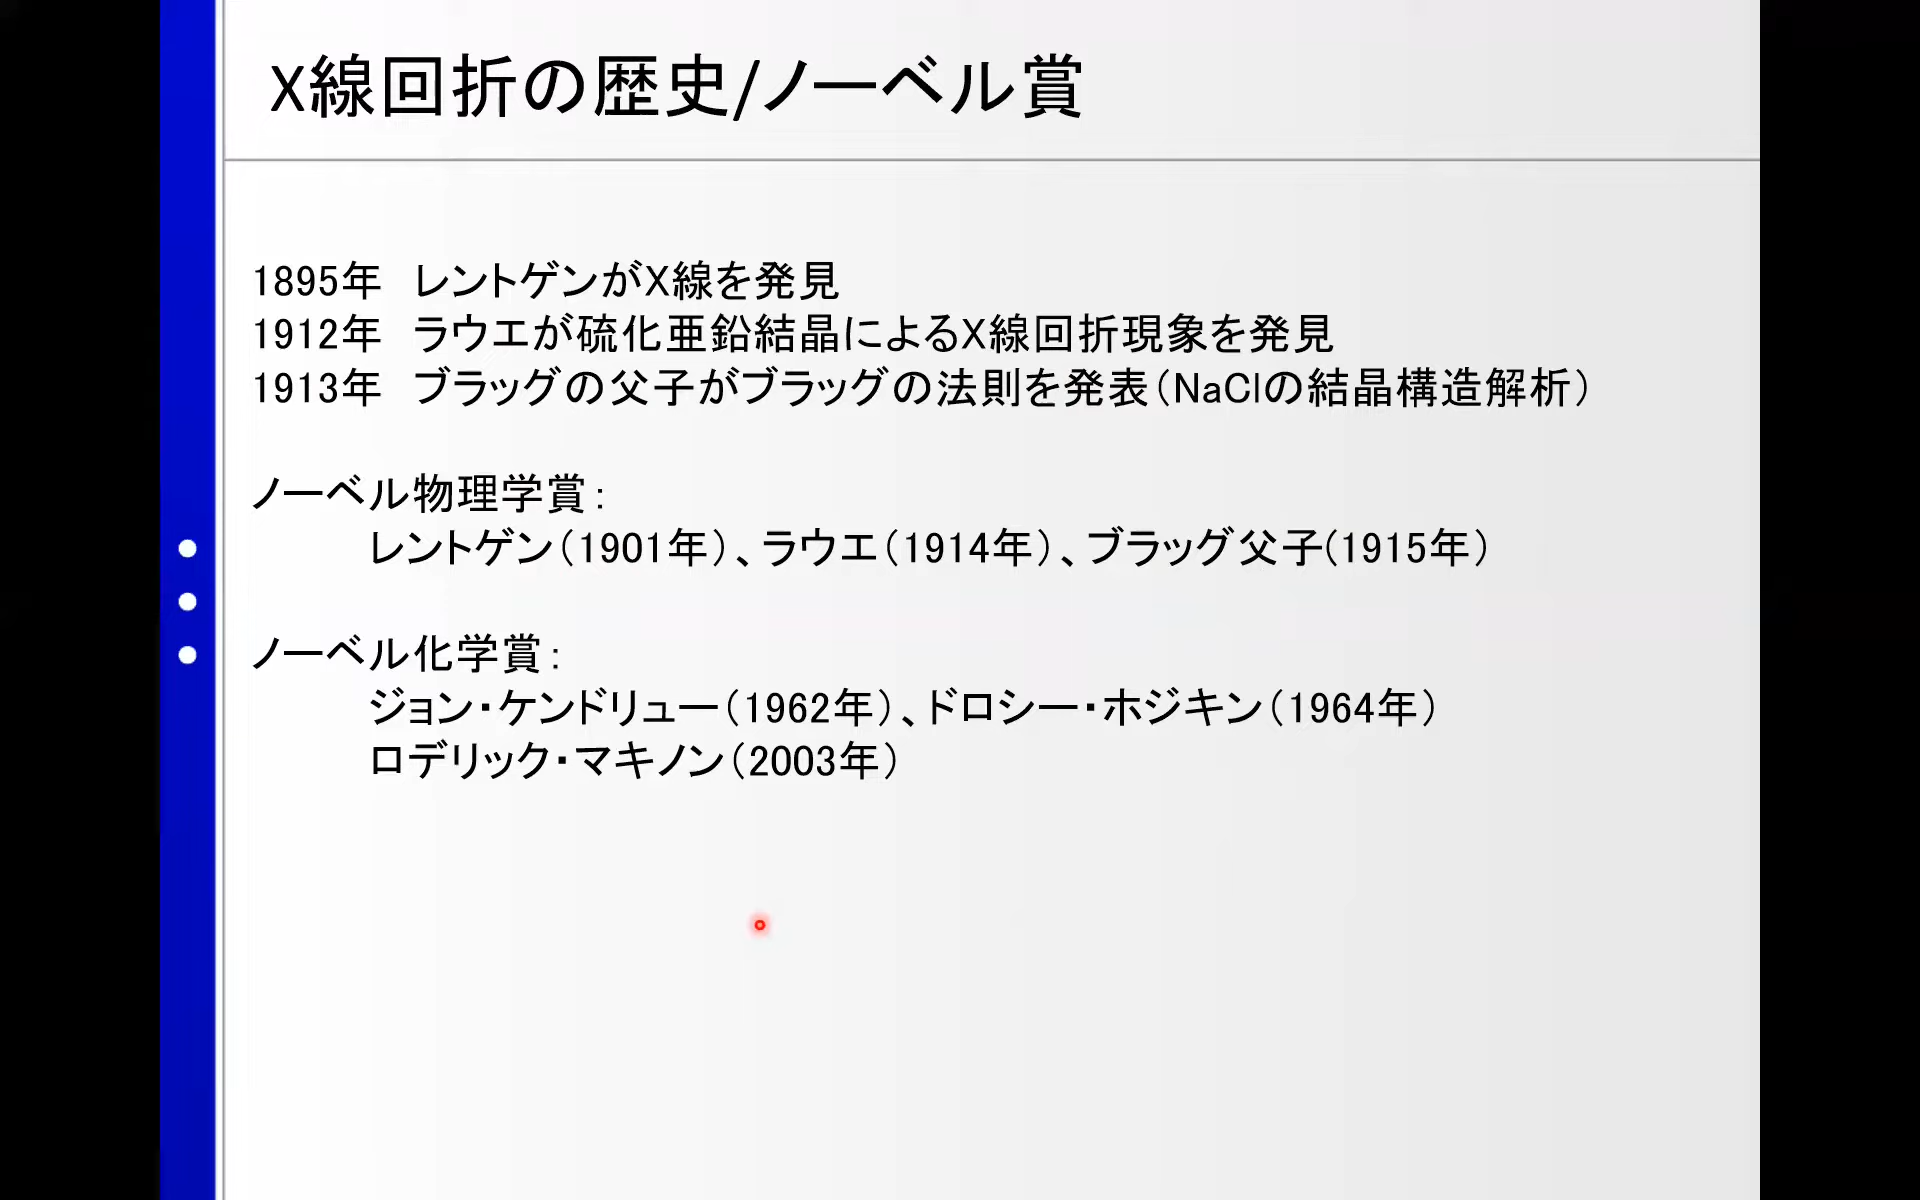 X線回折の歴史/ノーベル賞
1895年　レントゲンがX線を発見
1912年　ラウエが硫化亜鉛結晶によるX線回折現象を発見
1913年　ブラッグの父子がブラッグの法則を発表（NaClの結晶構造解析）
ノーベル物理学賞：
レントゲン（1901年）、ラウエ（1914年）、ブラッグ父子(1915年）
ノーベル化学賞：
ジョン・ケンドリュー（1962年）、ドロシー・ホジキン（1964年）
ロデリック・マキノン（2003年）